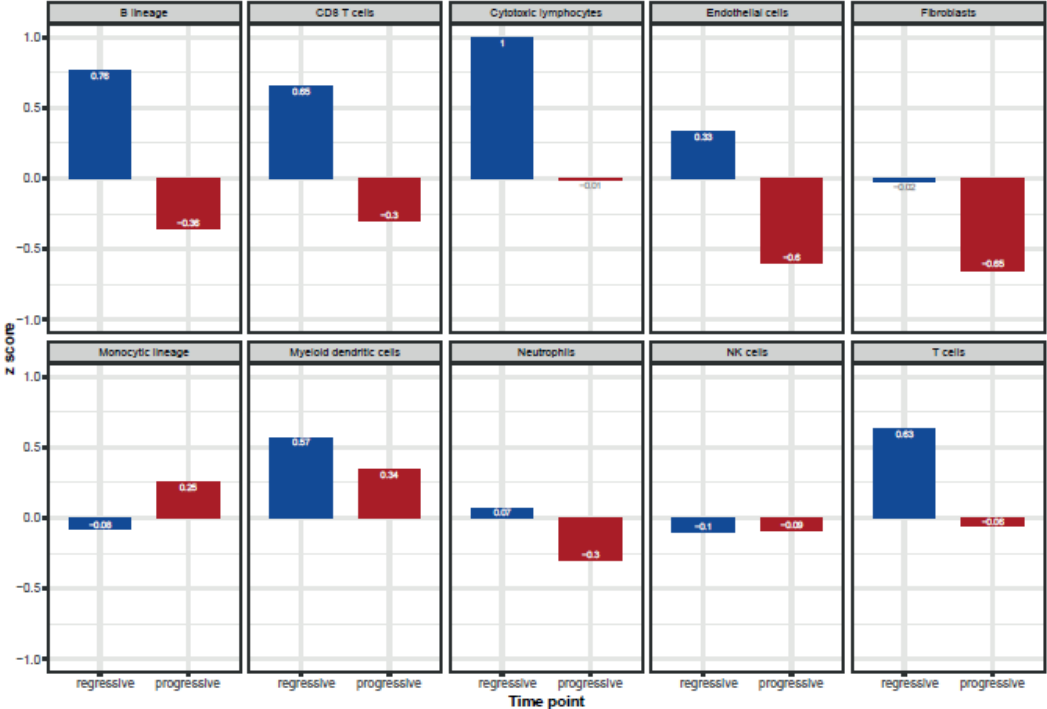 B lineage CD8 T cells Cytotoxic lymphocytes Endothelial cells Fibroblasts
1.0
0.5
0.0
−0.5
−1.0
0.76 −0.36 0.65 −0.3 1 −0.01 0.33 −0.6 −0.02 −0.65
z score
Monocytic lineage Myeloid dendritic cells Neutrophils NK cells T cells
1.0
0.5
0.0
−0.5
−1.0
−0.08 0.25 0.57 0.34 0.07 −0.3 −0.1 −0.09 0.63 −0.06
regressive progressive regressive progressive regressive progressive regressive progressive regressive progressive
Time point